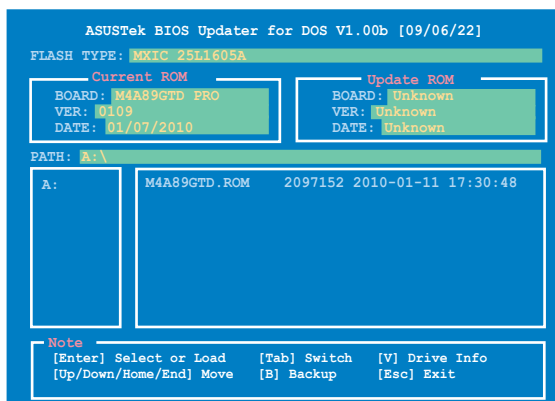 ASUSTek BIOS Updater for DOS V1.00b [09/06/22]
FLASH TYPE: MXIC 25L1605A
Current ROM
BOARD: M4A89GTD PRO
VER: 0109
DATE: 01/07/2010
Update ROM
BOARD: Unknown
VER: Unknown
DATE: Unknown
PATH: A:\
A:
M4A89GTD.ROM 2097152 2010-01-11 17:30:48
Note
[Enter] Select or Load [Tab] Switch [V] Drive Info
[Up/Down/Home/End] Move [B] Backup [Esc] Exit